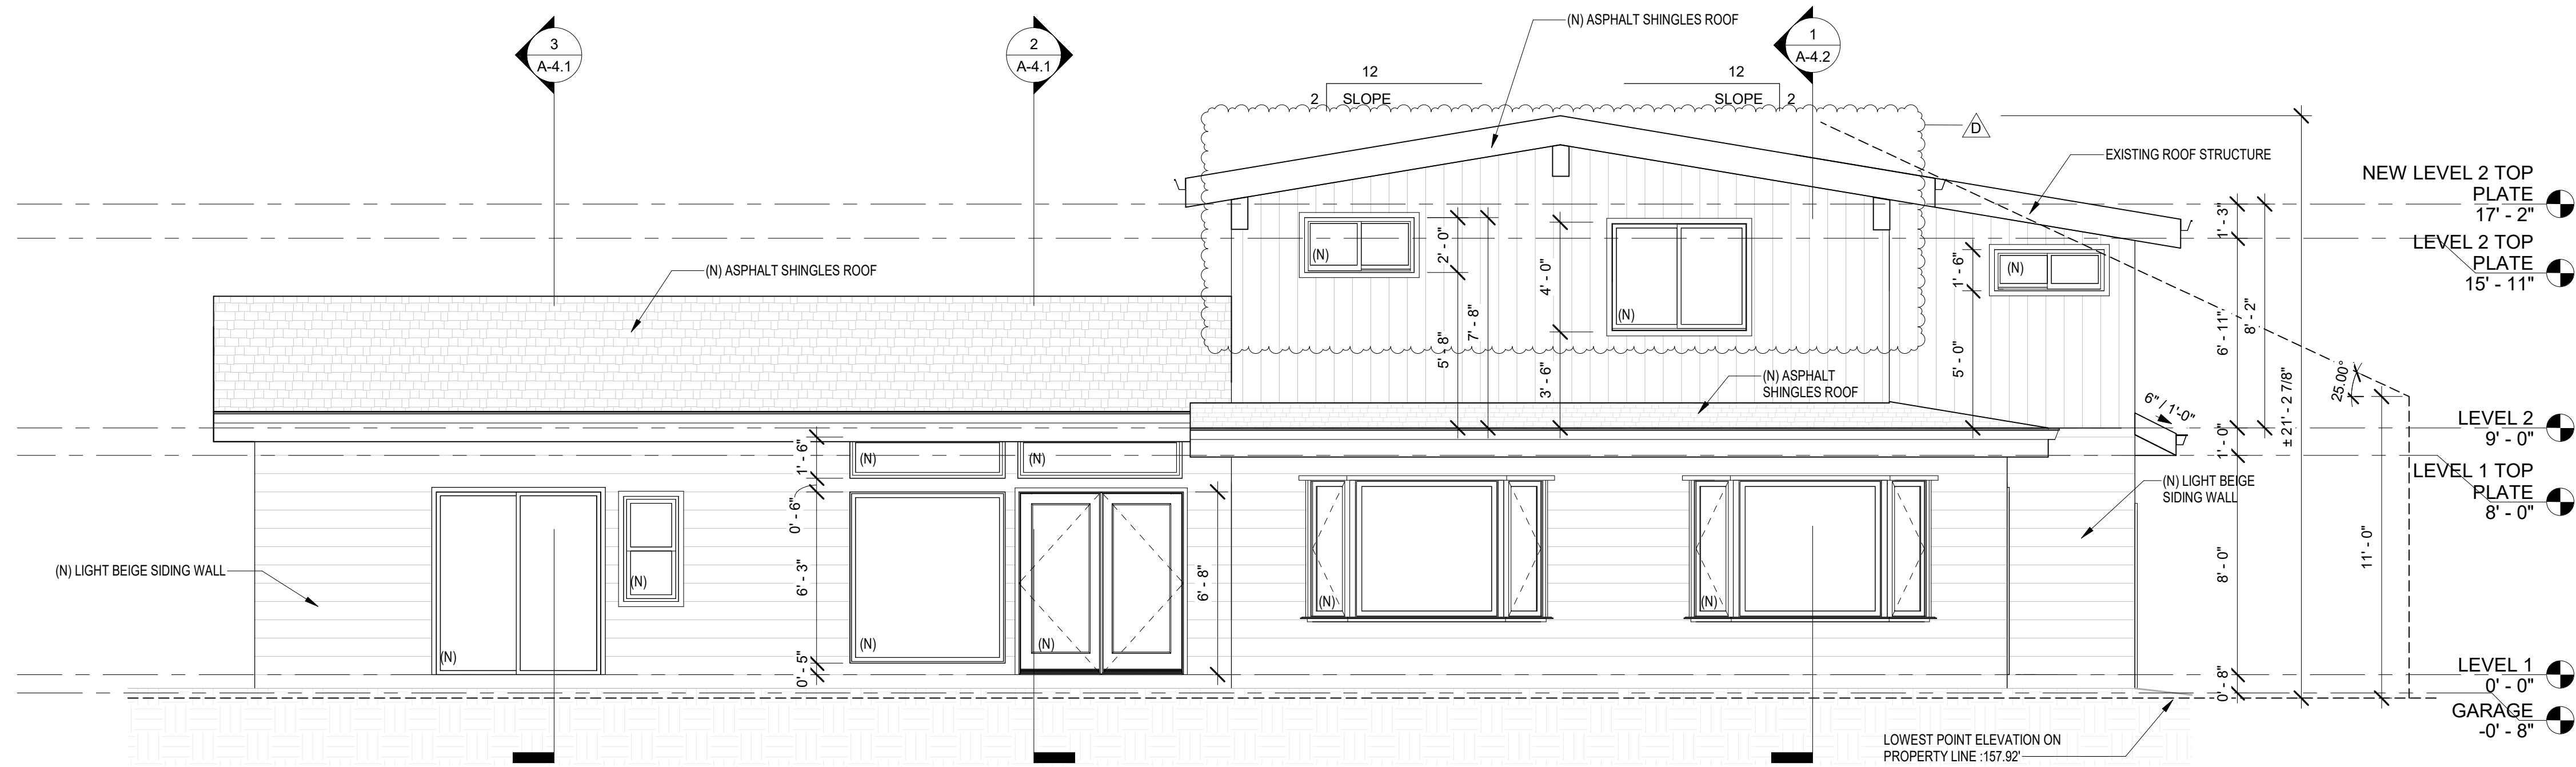 3
A-4.1
2
A-4.1
1
A-4.2
(N) ASPHALT SHINGLES ROOF
12
2 SLOPE
12
SLOPE 2
D
EXISTING ROOF STRUCTURE
NEW LEVEL 2 TOP
PLATE
17' - 2"
LEVEL 2 TOP
PLATE
15' - 11"
(N) ASPHALT SHINGLES ROOF
(N)
(N)
(N)
2' - 0"
5' - 8"
7' - 8"
4' - 0"
3' - 6"
1' - 6"
5' - 0"
1' - 3"
6' - 11"
8' - 2"
± 21' - 2 7/8"
25.00°
(N) ASPHALT
SHINGLES ROOF
6" / 1'-0"
LEVEL 2
9' - 0"
1' - 0"
LEVEL 1 TOP
PLATE
8' - 0"
(N) LIGHT BEIGE
SIDING WALL
1' - 6"
0' - 6"
6' - 3"
0' - 5"
(N)
(N)
(N) LIGHT BEIGE SIDING WALL
(N)
(N)
(N)
(N)
6' - 8"
(N)
(N)
8' - 0"
11' - 0"
0' - 8"
LEVEL 1
0' - 0"
GARAGE
-0' - 8"
LOWEST POINT ELEVATION ON
PROPERTY LINE :157.92'